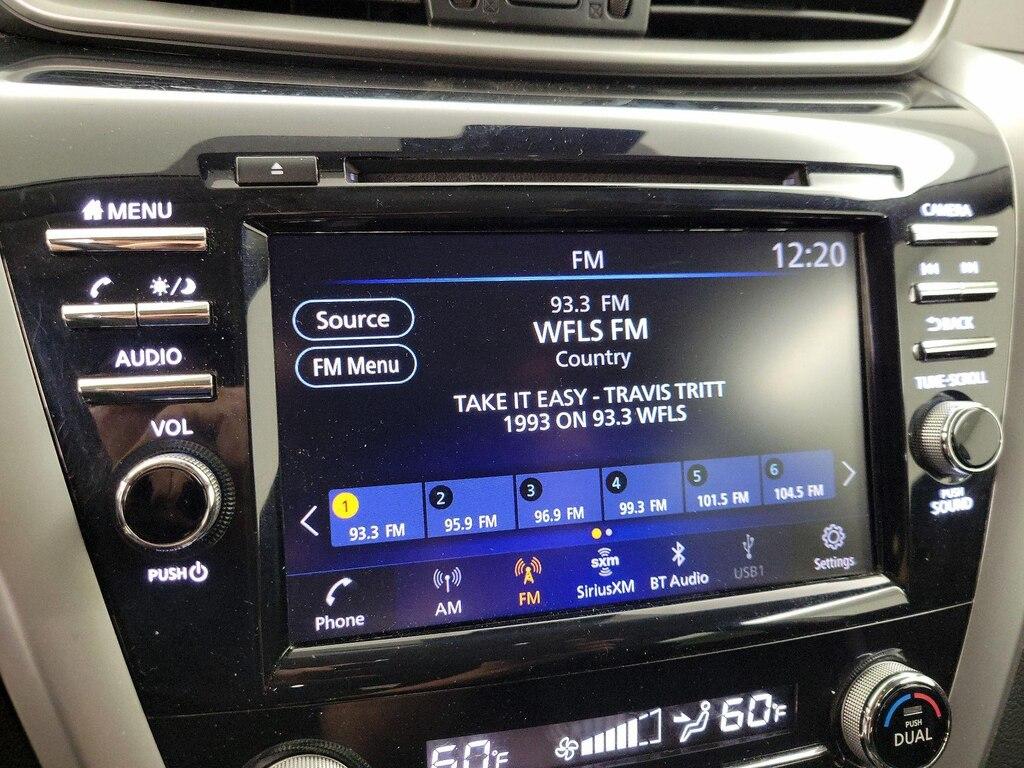 MENU
AUDIO
VOL
PUSH
FM
12:20
Source
FM Menu
93.3 FM
WFLS FM
Country
TAKE IT EASY - TRAVIS TRITT
1993 ON 93.3 WFLS
1
93.3 FM
2
95.9 FM
3
96.9 FM
4
99.3 FM
5
101.5 FM
6
104.5 FM
Phone
AM
FM
sxm
SiriusXM
BT Audio
USB1
Settings
CAMERA
BACK
TUNE-SCROLL
PUSH
SOUND
60°F
60°F
PUSH
DUAL